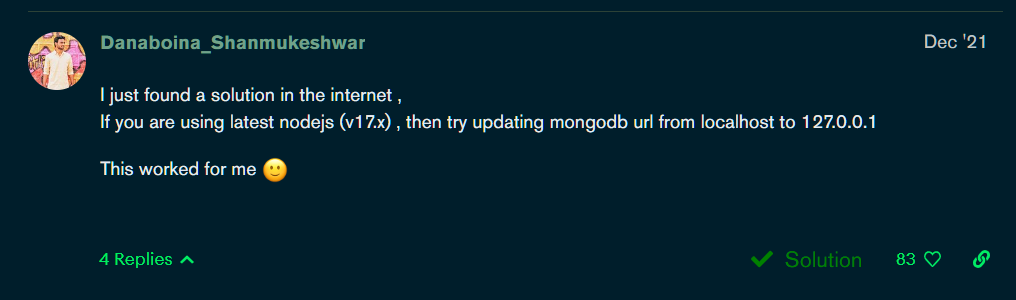 Danaboina_Shanmukeshwar
Dec '21
I just found a solution in the internet ,
If you are using latest nodejs (v17.x) , then try updating mongodb url from localhost to 127.0.0.1
This worked for me 🙂
4 Replies
Solution
83